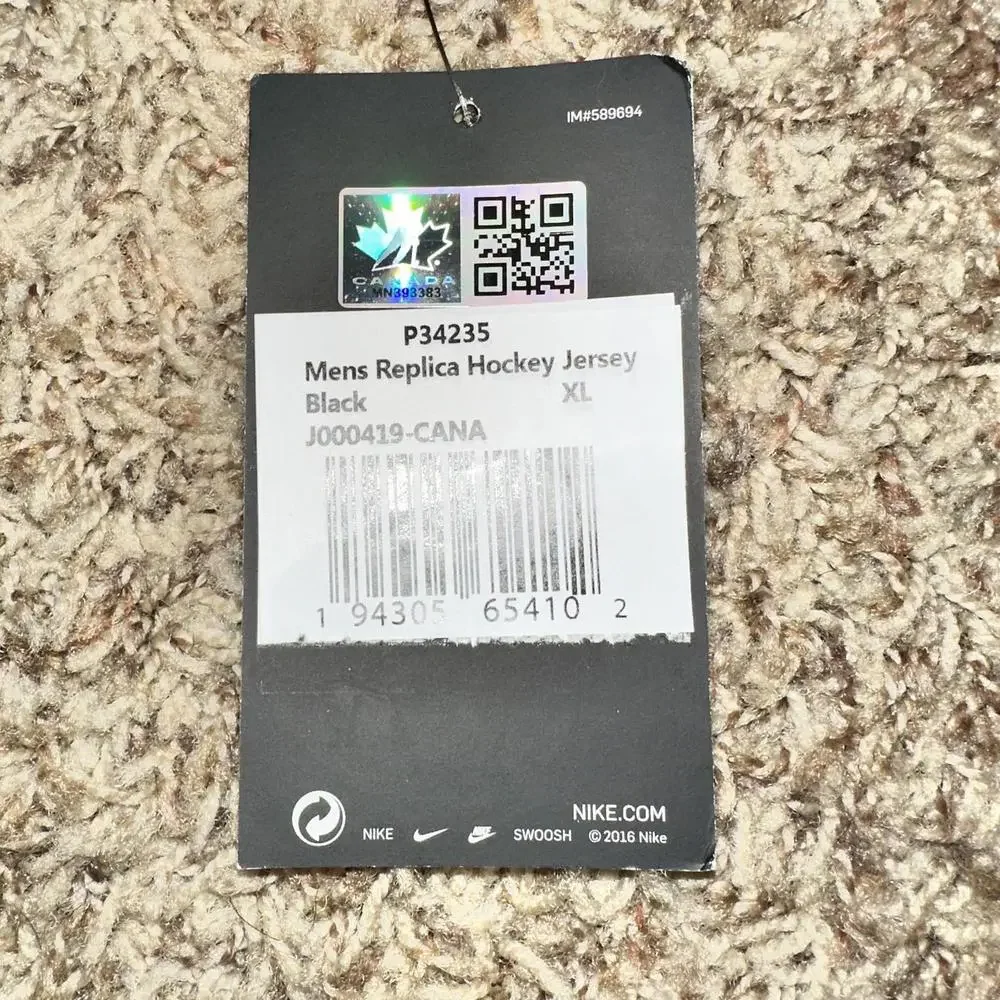 IM#589694
CANADA
MN393383
P34235
Mens Replica Hockey Jersey
Black XL
J000419-CANA
1 94305 65410 2
NIKE.COM
NIKE NIKE SWOOSH © 2016 Nike